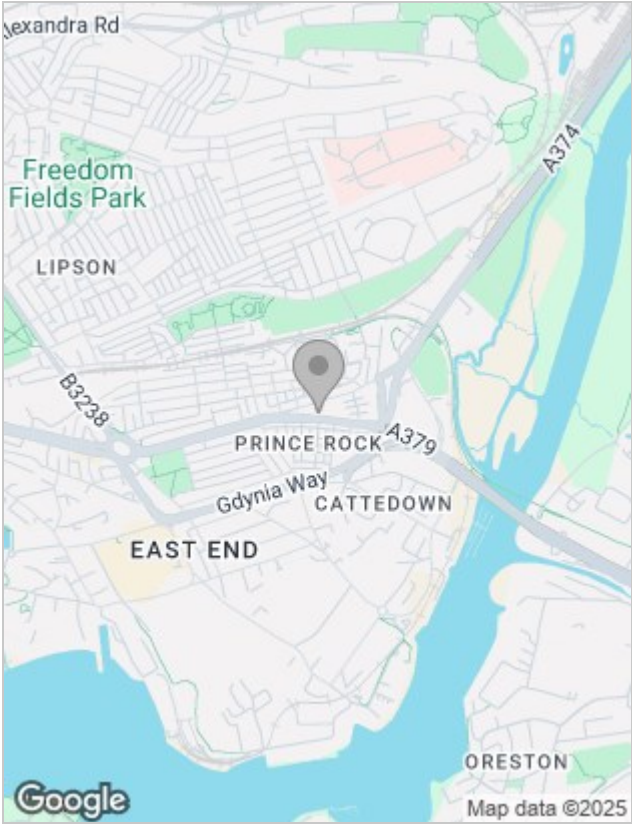 lexandra Rd
A374
Freedom
Fields Park
LIPSON
B3238
PRINCE ROCK
A379
Gdynia Way
CATTEDOWN
EAST END
ORESTON
Google
Map data ©2025